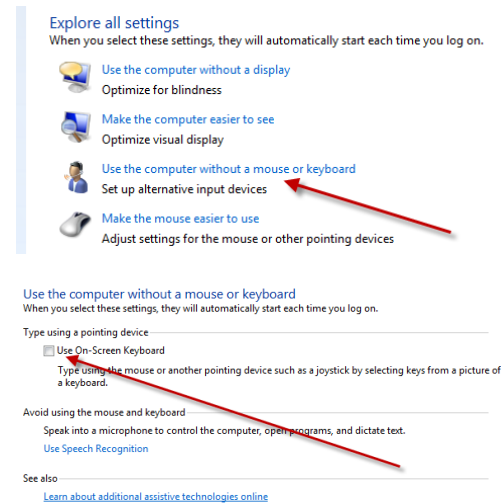 Explore all settings
When you select these settings, they will automatically start each time you log on.
Use the computer without a display
Optimize for blindness
Make the computer easier to see
Optimize visual display
Use the computer without a mouse or keyboard
Set up alternative input devices
Make the mouse easier to use
Adjust settings for the mouse or other pointing devices
Use the computer without a mouse or keyboard
When you select these settings, they will automatically start each time you log on.
Type using a pointing device
Use On-Screen Keyboard
Type using the mouse or another pointing device such as a joystick by selecting keys from a picture of
a keyboard.
Avoid using the mouse and keyboard
Speak into a microphone to control the computer, open programs, and dictate text.
Use Speech Recognition
See also
Learn about additional assistive technologies online